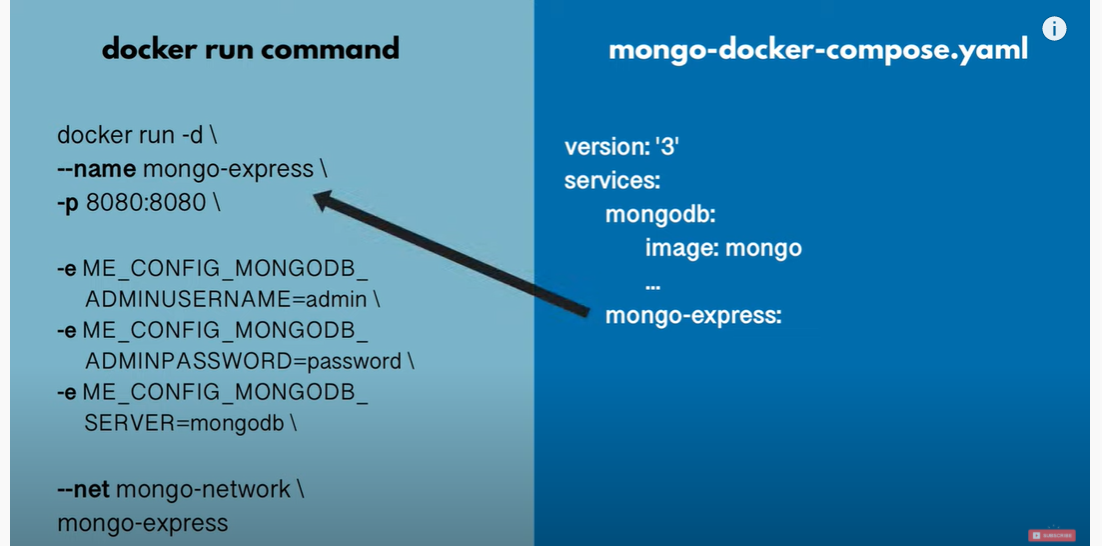 docker run command
docker run -d \
--name mongo-express \
-p 8080:8080 \
-e ME_CONFIG_MONGODB_
ADMINUSERNAME=admin \
-e ME_CONFIG_MONGODB_
ADMINPASSWORD=password \
-e ME_CONFIG_MONGODB_
SERVER=mongodb \
--net mongo-network \
mongo-express
mongo-docker-compose.yaml
version: '3'
services:
mongodb:
image: mongo
...
mongo-express:
i
SUBSCRIBE